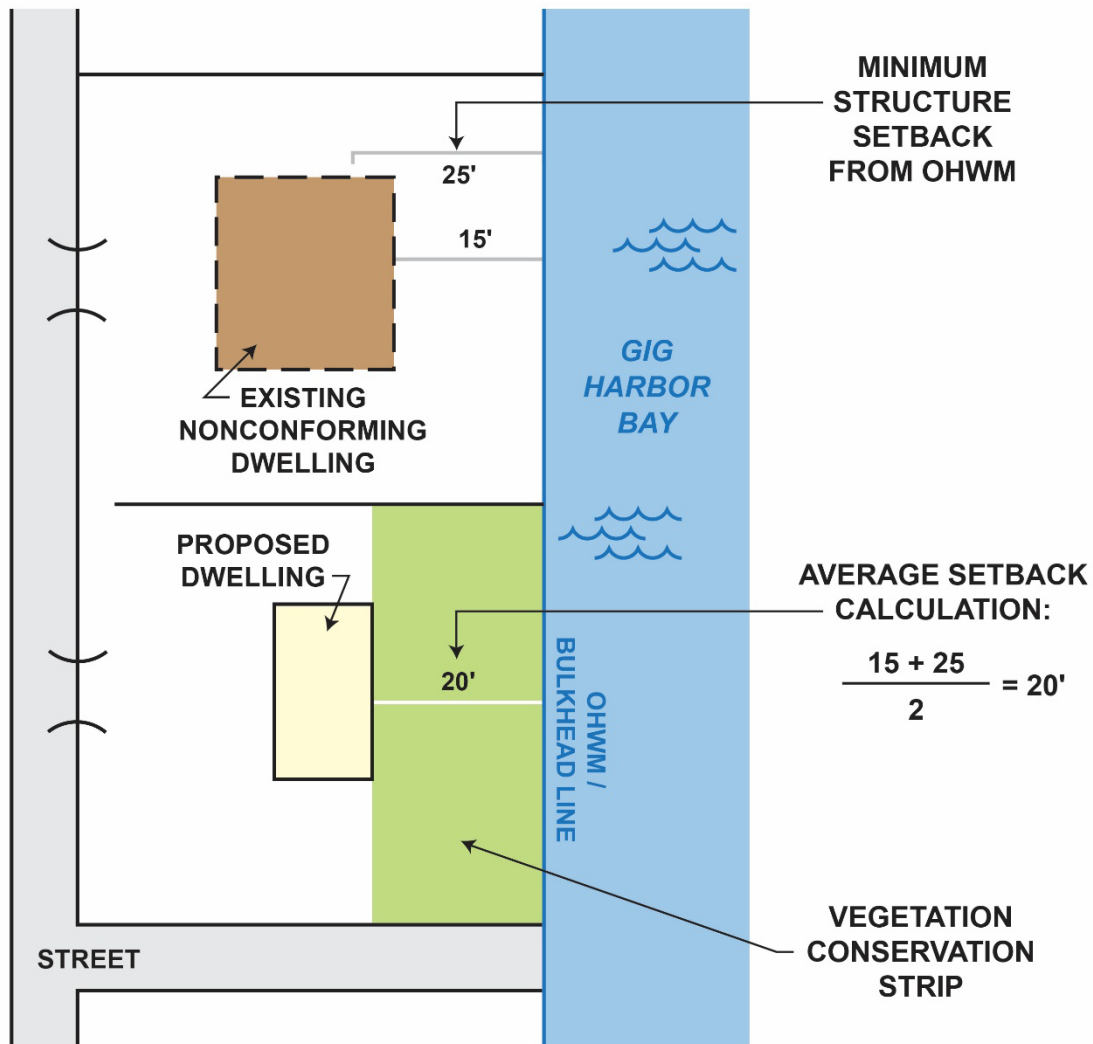 MINIMUM
STRUCTURE
SETBACK
FROM OHWM
25'
15'
EXISTING
NONCONFORMING
DWELLING
GIG
HARBOR
BAY
PROPOSED
DWELLING
20'
OHWM /
BULKHEAD LINE
AVERAGE SETBACK
CALCULATION:
15 + 25
2
= 20'
VEGETATION
CONSERVATION
STRIP
STREET